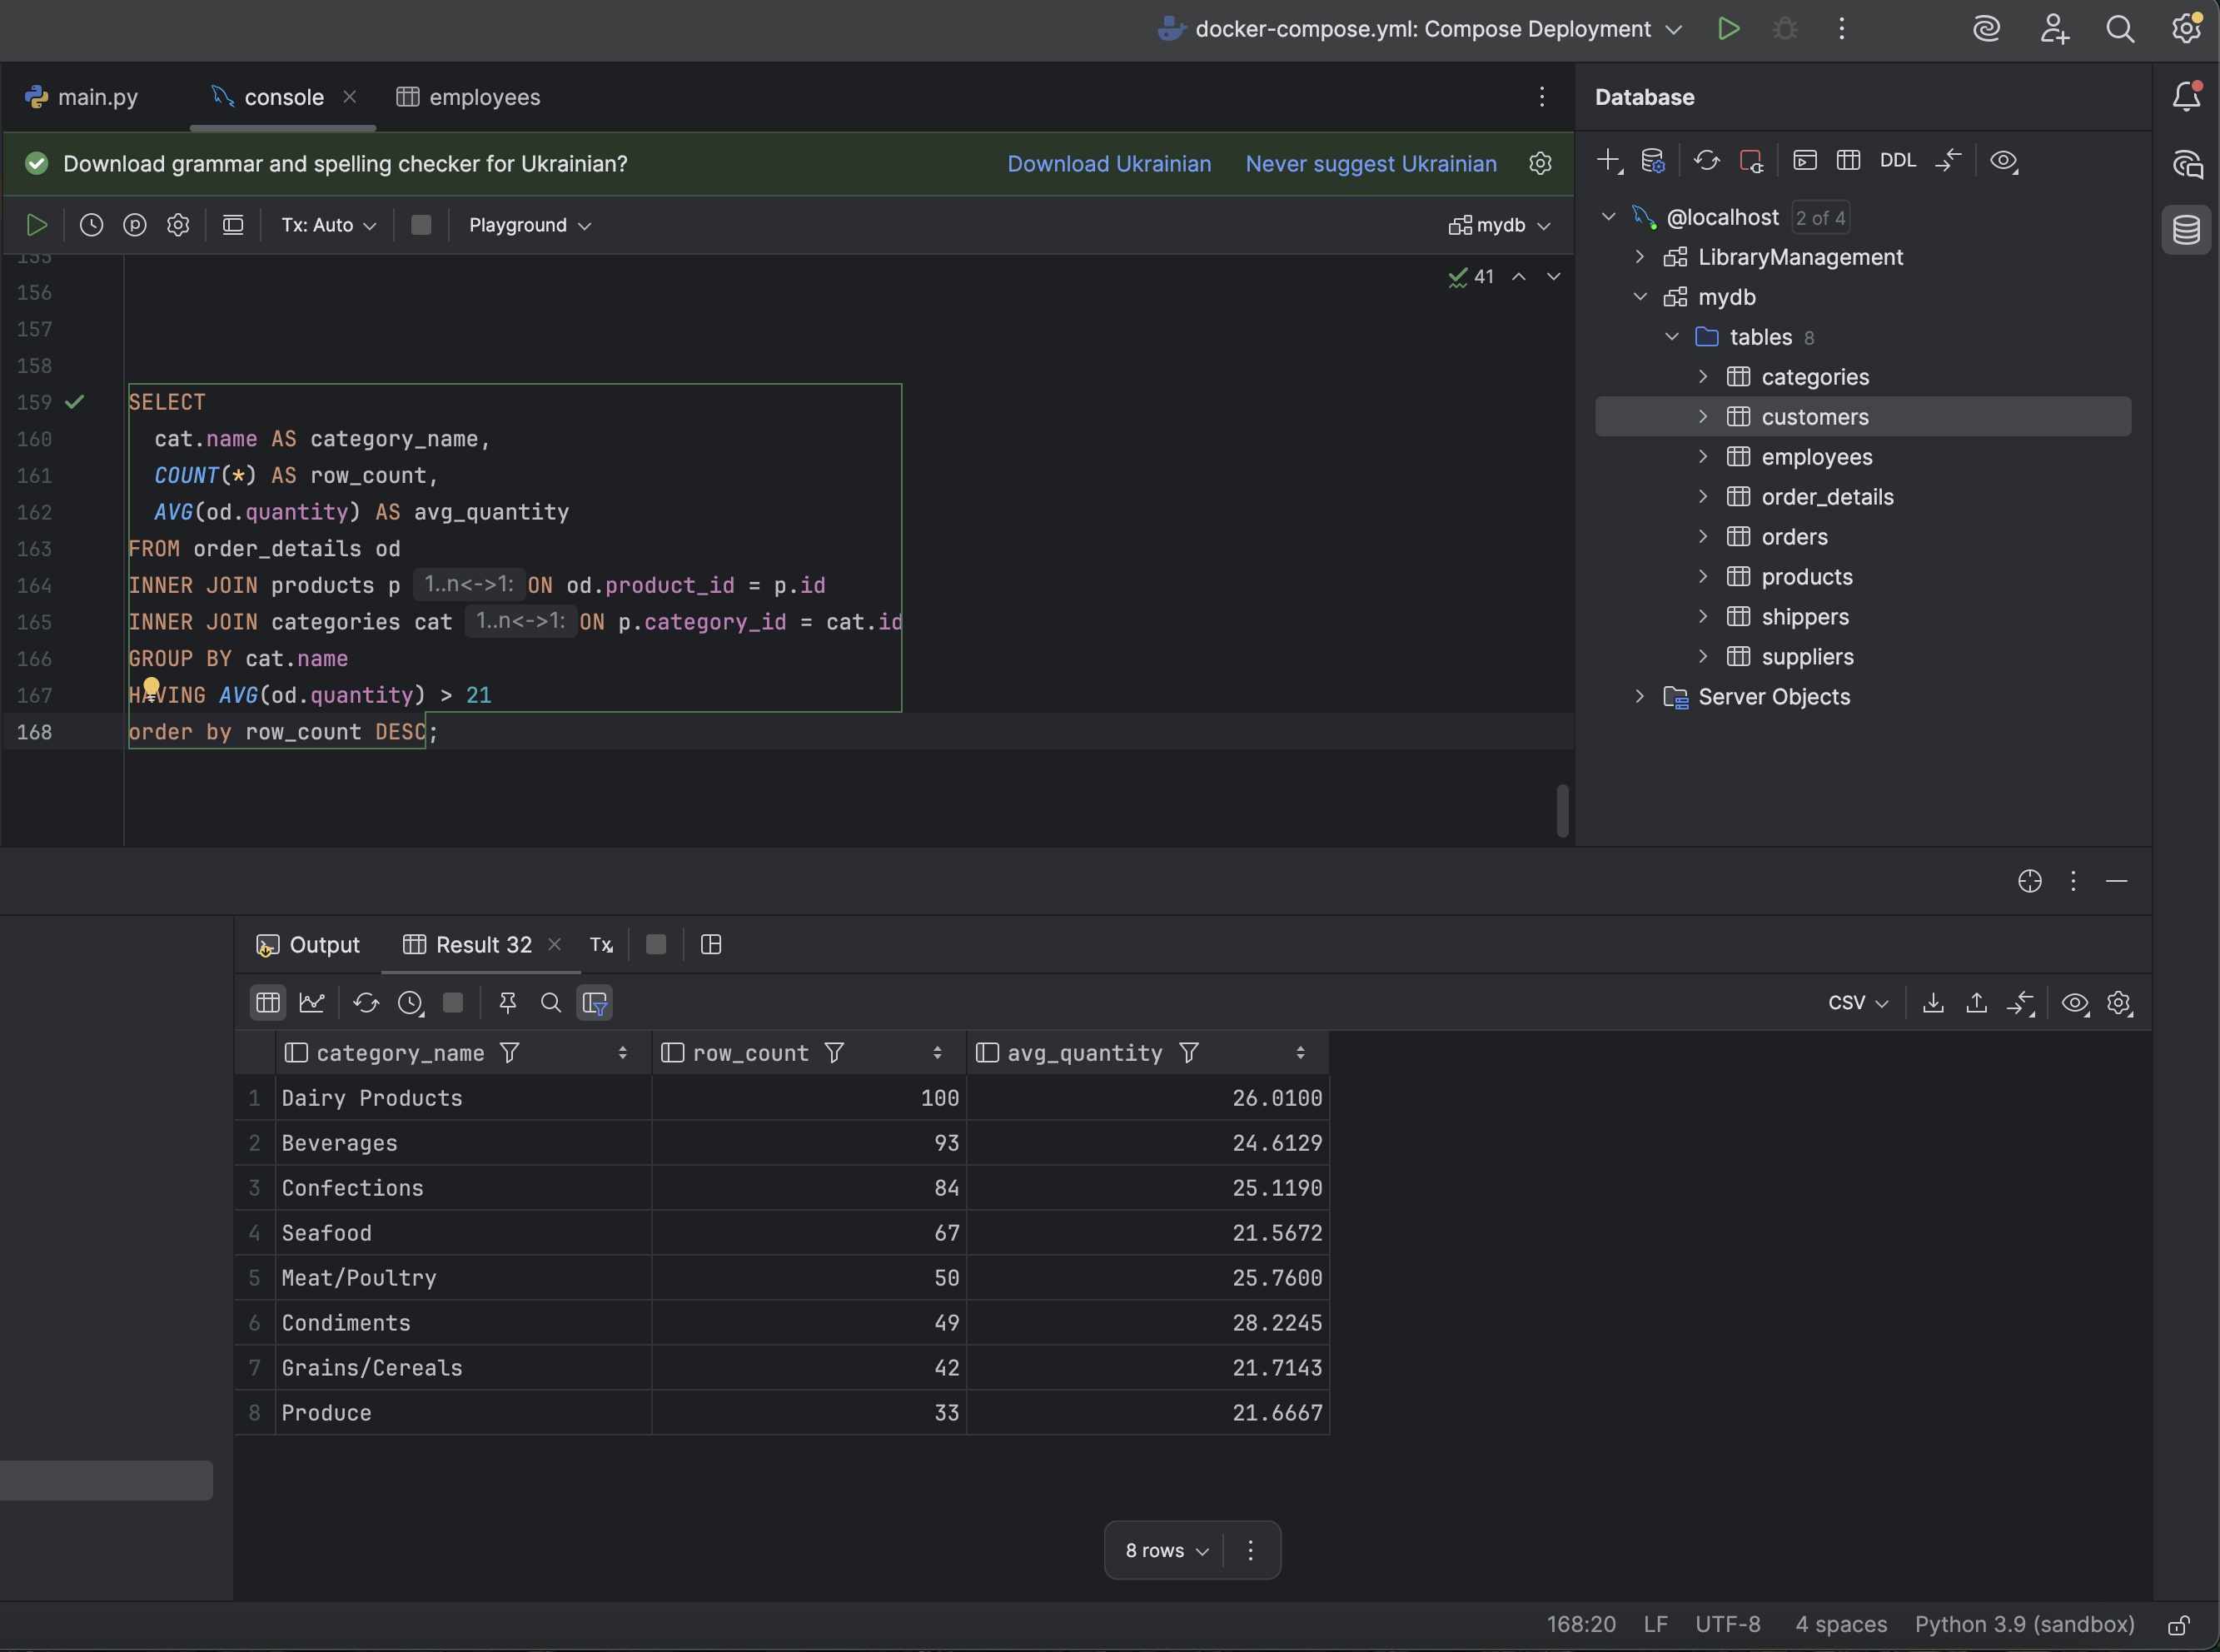 docker-compose.yml: Compose Deployment
main.py
console
employees
Database
Download grammar and spelling checker for Ukrainian?
Download Ukrainian
Never suggest Ukrainian
DDL
Tx: Auto
Playground
mydb
@localhost 2 of 4
LibraryManagement
mydb
tables 8
categories
customers
employees
order_details
orders
products
shippers
suppliers
Server Objects
41
155
156
157
158
159 SELECT
160 cat.name AS category_name,
161 COUNT(*) AS row_count,
162 AVG(od.quantity) AS avg_quantity
163 FROM order_details od
164 INNER JOIN products p 1..n<->1: ON od.product_id = p.id
165 INNER JOIN categories cat 1..n<->1: ON p.category_id = cat.id
166 GROUP BY cat.name
167 HAVING AVG(od.quantity) > 21
168 order by row_count DESC;
Output
Result 32
Tx
CSV
category_name row_count avg_quantity
1 Dairy Products 100 26.0100
2 Beverages 93 24.6129
3 Confections 84 25.1190
4 Seafood 67 21.5672
5 Meat/Poultry 50 25.7600
6 Condiments 49 28.2245
7 Grains/Cereals 42 21.7143
8 Produce 33 21.6667
8 rows
168:20 LF UTF-8 4 spaces Python 3.9 (sandbox)